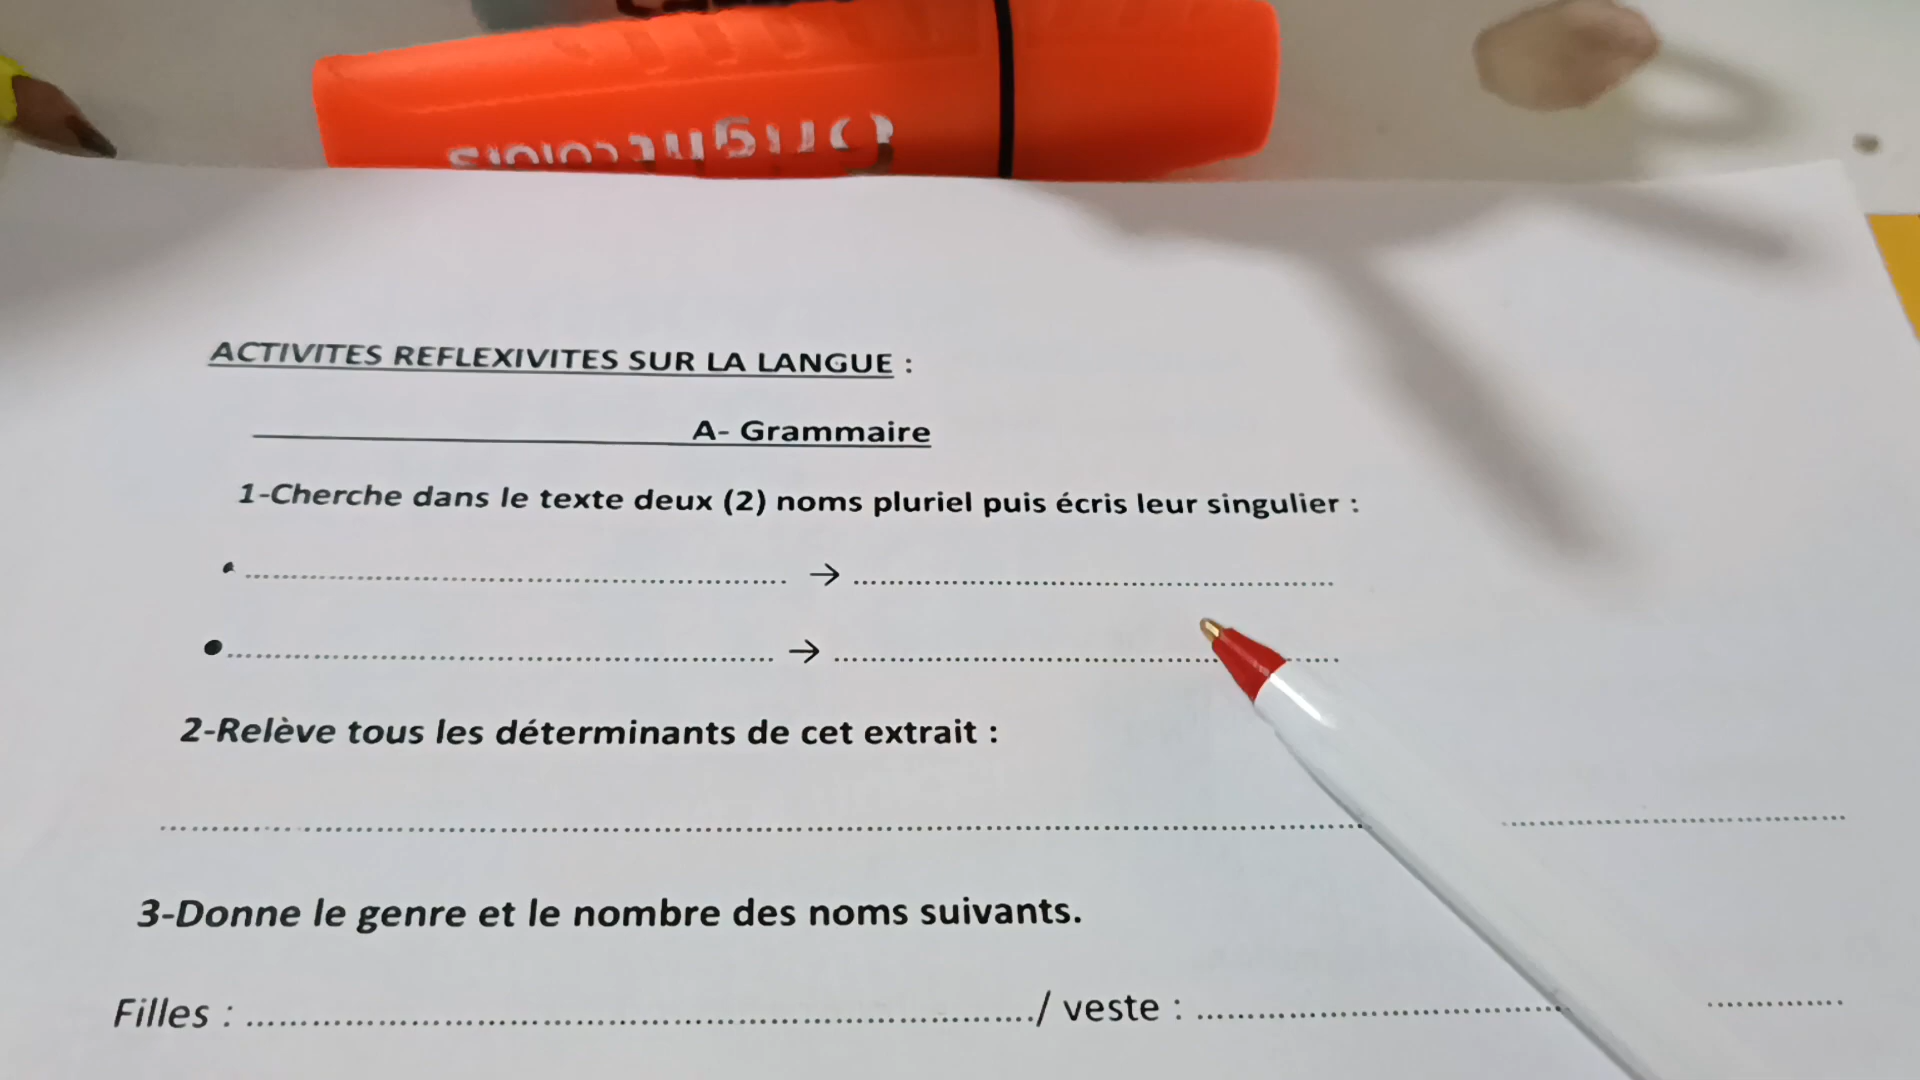 ACTIVITES REFLEXIVITES SUR LA LANGUE :
A- Grammaire
1-Cherche dans le texte deux (2) noms pluriel puis écris leur singulier :
• ............................................................ → ......................................................
● ............................................................ → ......................................................
2-Relève tous les déterminants de cet extrait :
................................................................................................................................
3-Donne le genre et le nombre des noms suivants.
Filles : ......................................................................../ veste : ......................................................